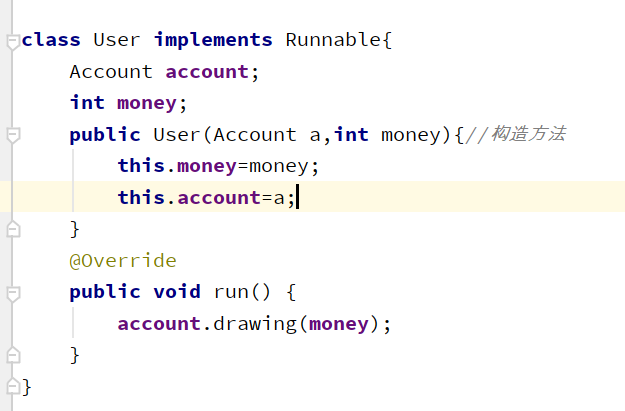 class User implements Runnable{
    Account account;
    int money;
    public User(Account a,int money){//构造方法
        this.money=money;
        this.account=a;
    }
    @Override
    public void run() {
        account.drawing(money);
    }
}